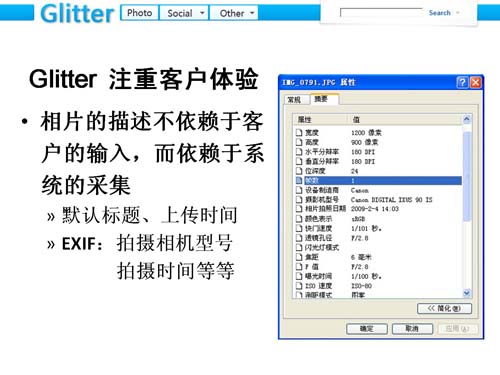 Glitter Photo Social Other Search
Glitter 注重客户体验
• 相片的描述不依赖于客
户的输入，而依赖于系
统的采集
» 默认标题、上传时间
» EXIF：拍摄相机型号
拍摄时间等等
IMG_0791.JPG 属性
常规 摘要
属性 值
宽度 1200 像素
高度 900 像素
水平分辨率 180 DPI
垂直分辨率 180 DPI
位深度 24
帧数 1
设备制造商 Canon
摄影机型号 Canon DIGITAL IXUS 90 IS
相片拍照日期 2009-2-4 14:03
颜色表示 sRGB
快门速度 1/101 秒。
透镜孔径 F/2.8
闪光灯模式
焦距 6 毫米
F 值 F/2.8
曝光时间 1/101 秒。
ISO 速度 ISO-80
测距模式 图案
<< 简化(M)
确定 取消 应用(A)